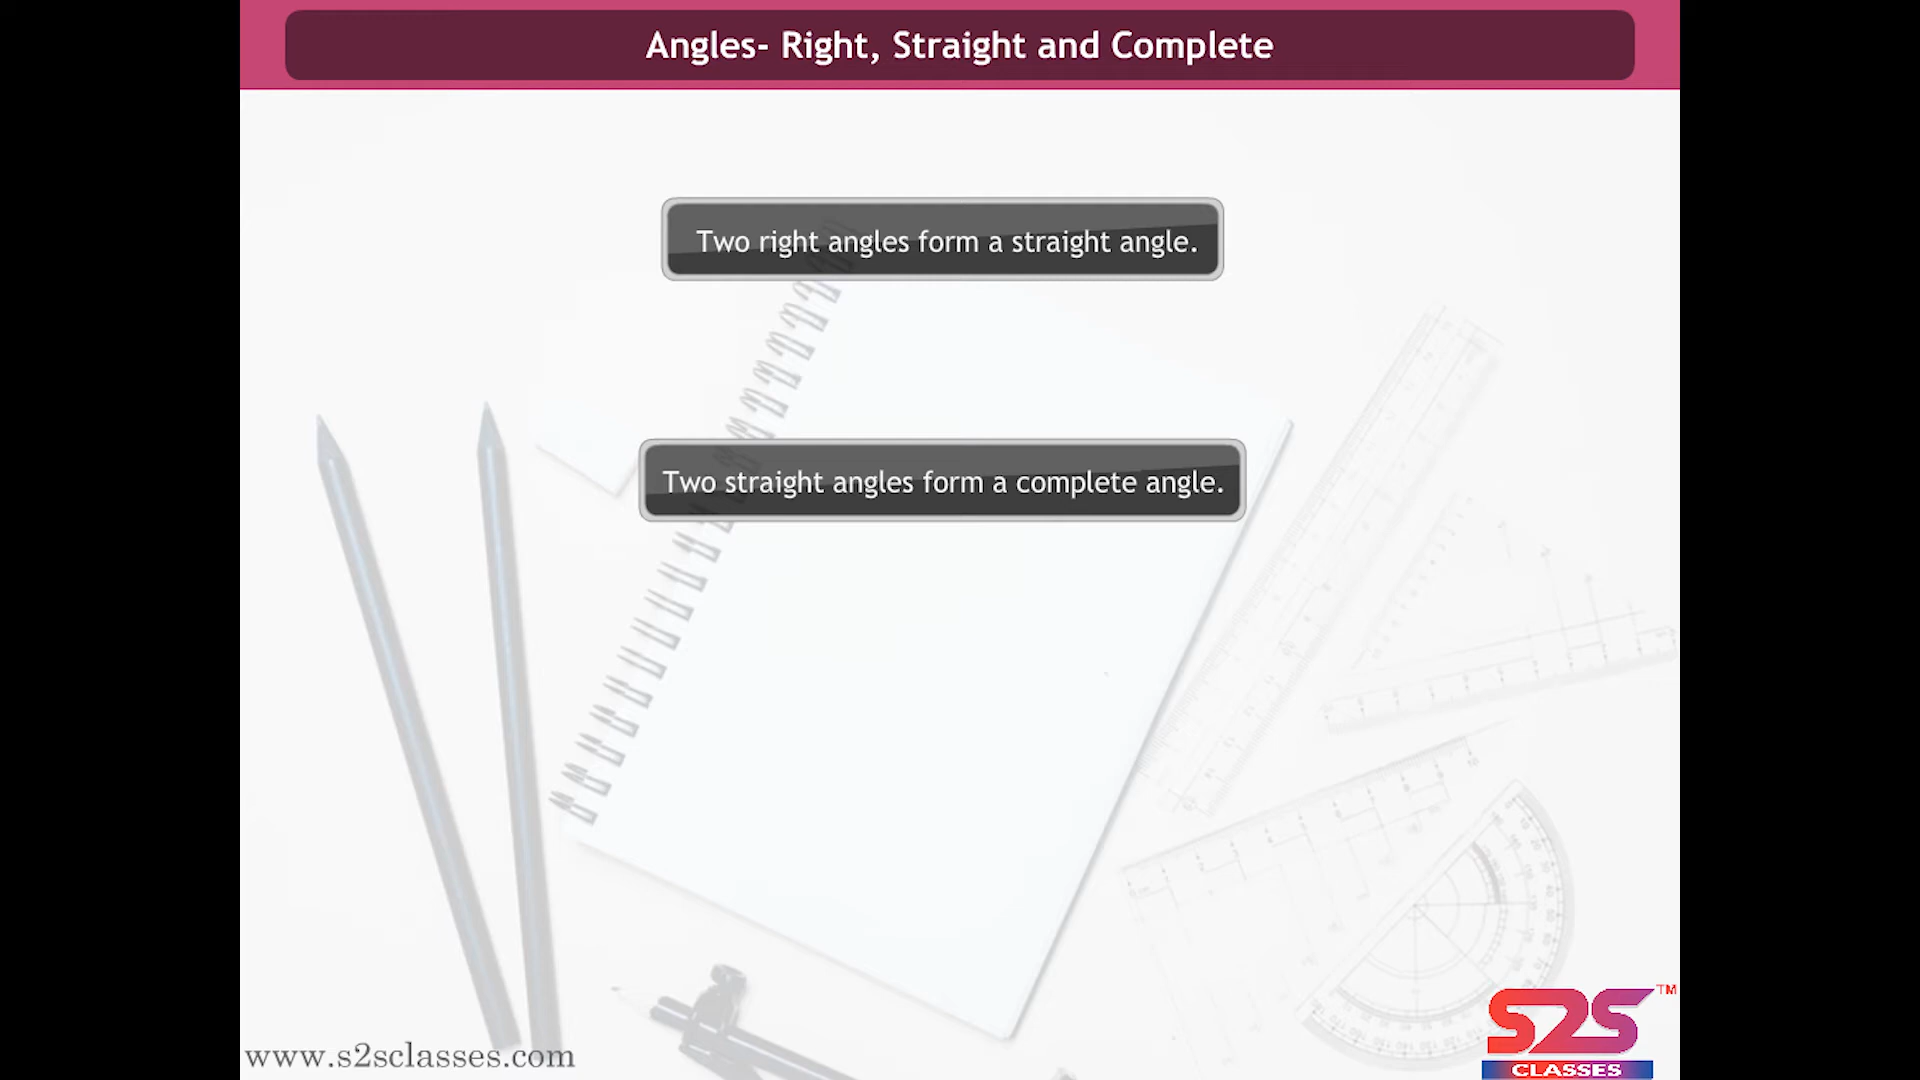 Angles- Right, Straight and Complete
Two right angles form a straight angle.
Two straight angles form a complete angle.
www.s2sclasses.com
S2S TM
CLASSES